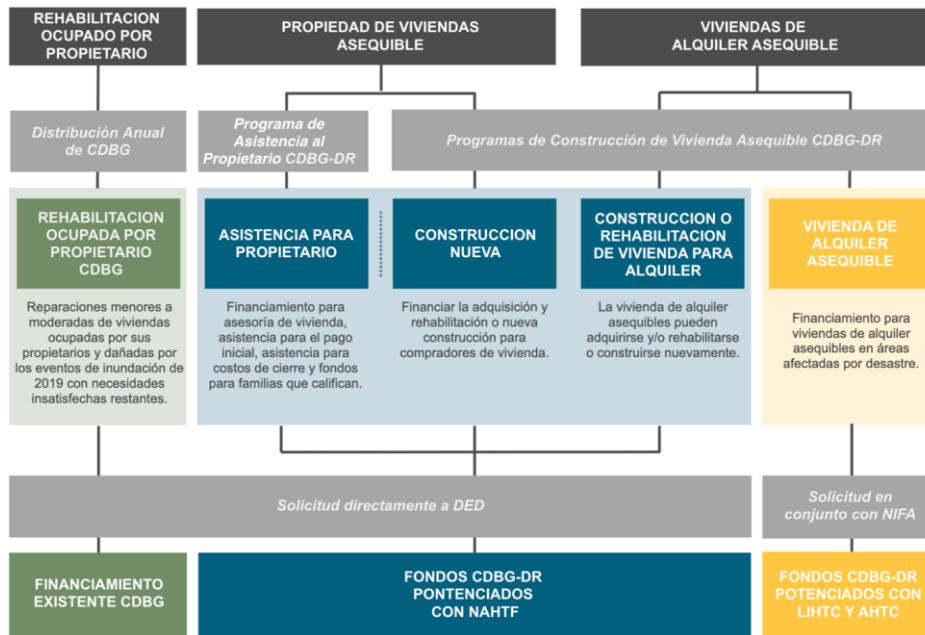 REHABILITACION
OCUPADO POR
PROPIETARIO
PROPIEDAD DE VIVIENDAS
ASEQUIBLE
VIVIENDAS DE
ALQUILER ASEQUIBLE
Distribución Anual
de CDBG
Programa de
Asistencia al
Propietario CDBG-DR
Programas de Construcción de Vivienda Asequible CDBG-DR
REHABILITACION
OCUPADA POR
PROPIETARIO
CDBG
Reparaciones menores a
moderadas de viviendas
ocupadas por sus
propietarios y dañadas por
los eventos de inundación de
2019 con necesidades
insatisfechas restantes.
ASISTENCIA PARA
PROPIETARIO
Financiamiento para
asesoría de vivienda,
asistencia para el pago
inicial, asistencia para
costos de cierre y fondos
para familias que califican.
CONSTRUCCION
NUEVA
Financiar la adquisición y
rehabilitación o nueva
construcción para
compradores de vivienda.
CONSTRUCCION O
REHABILITACION
DE VIVIENDA PARA
ALQUILER
La vivienda de alquiler
asequibles pueden
adquirirse y/o rehabilitarse
o construirse nuevamente.
VIVIENDA DE
ALQUILER
ASEQUIBLE
Financiamiento para
viviendas de alquiler
asequibles en áreas
afectadas por desastre.
Solicitud directamente a DED
Solicitud en
conjunto con NIFA
FINANCIAMIENTO
EXISTENTE CDBG
FONDOS CDBG-DR
PONTENCIADOS
CON NAHTF
FONDOS CDBG-DR
POTENCIADOS CON
LIHTC Y AHTC